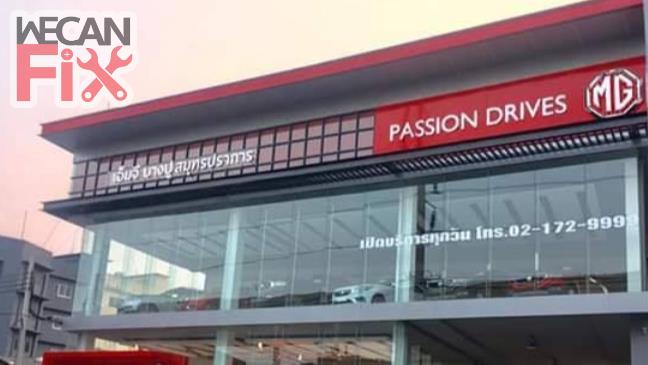 WECAN
Fix
PASSION DRIVES MG
เอ็มจี บางปู สมุทรปราการ
เปิดบริการทุกวัน โทร.02-172-9999